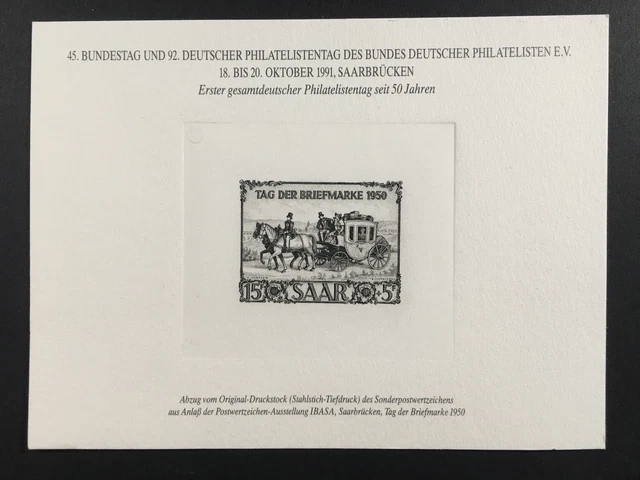 45. BUNDESTAG UND 92. DEUTSCHER PHILATELISTENTAG DES BUNDES DEUTSCHER PHILATELISTEN E.V.
18. BIS 20. OKTOBER 1991, SAARBRÜCKEN
Erster gesamtdeutscher Philatelistentag seit 50 Jahren
TAG DER BRIEFMARKE 1950
15 SAAR +5
Abzug vom Original-Druckstock (Stahlstich-Tiefdruck) des Sonderpostwertzeichens
aus Anlaß der Postwertzeichen-Ausstellung IBASA, Saarbrücken, Tag der Briefmarke 1950